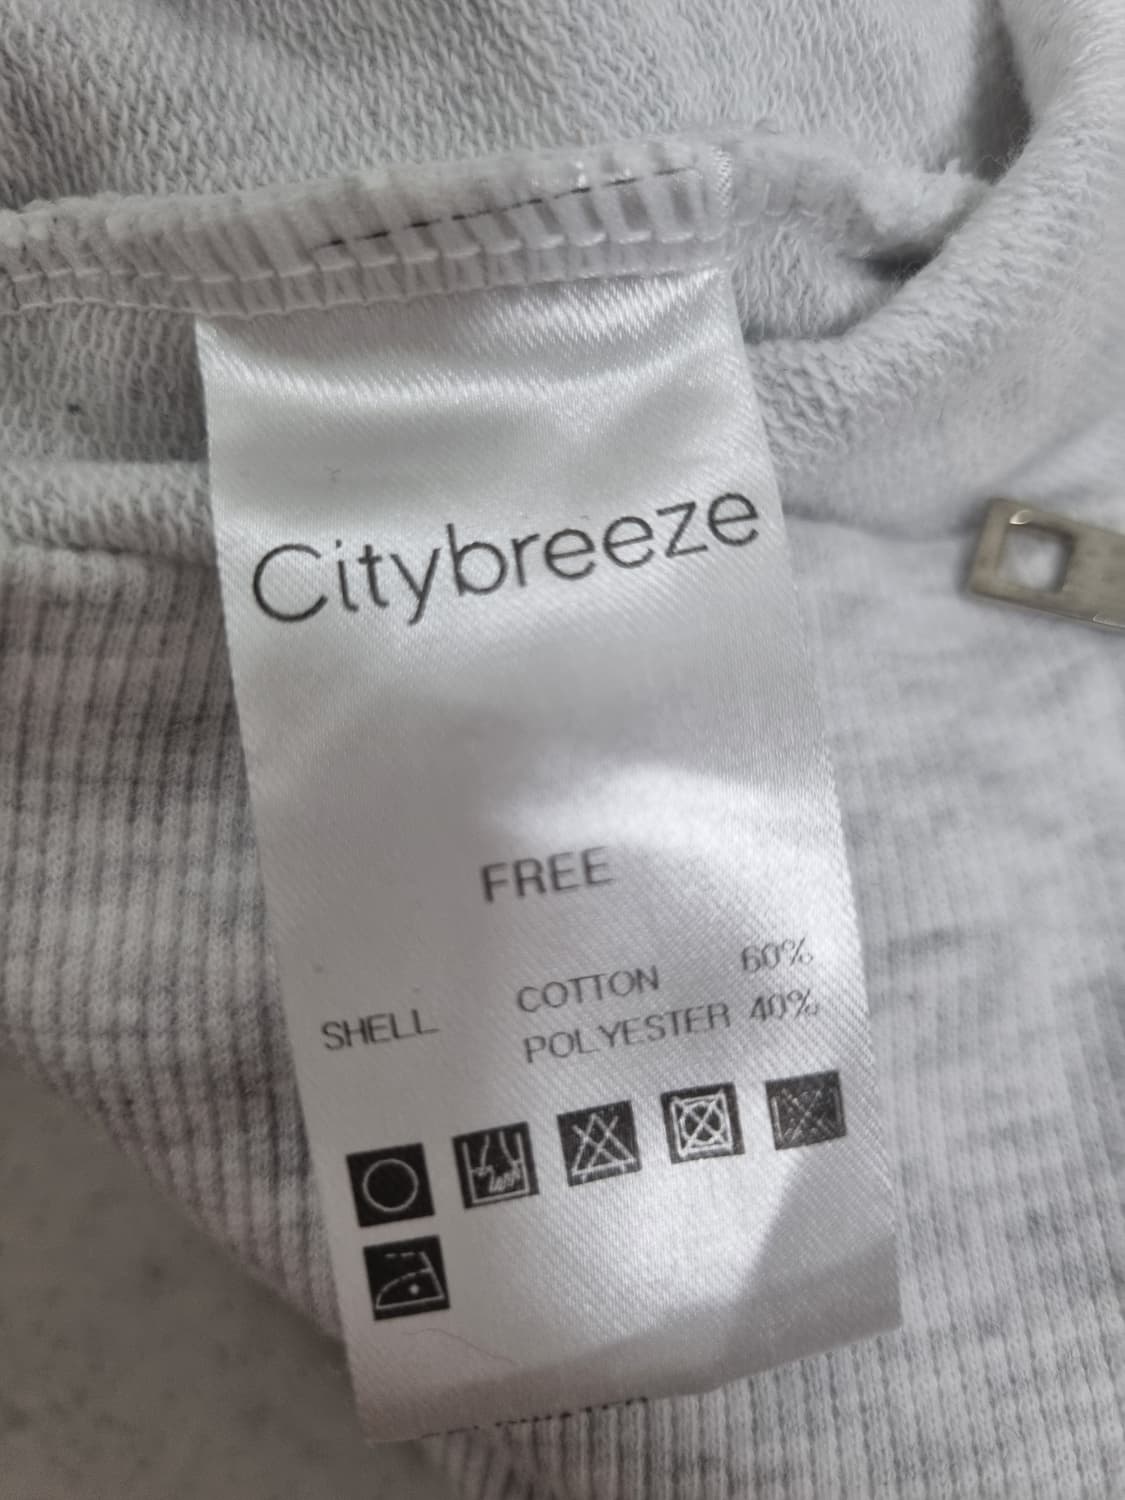 Citybreeze
FREE
SHELL
COTTON 60%
POLYESTER 40%